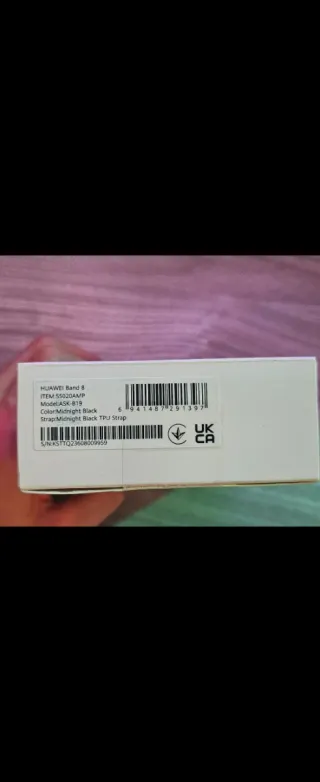 HUAWEI Band 8
ITEM:55020AMP
Model:ASK-B19
Color:Midnight Black
6 941487 291397
Strap:Midnight Black TPU Strap
UK
CA
S/N:KSTTQ23608009959